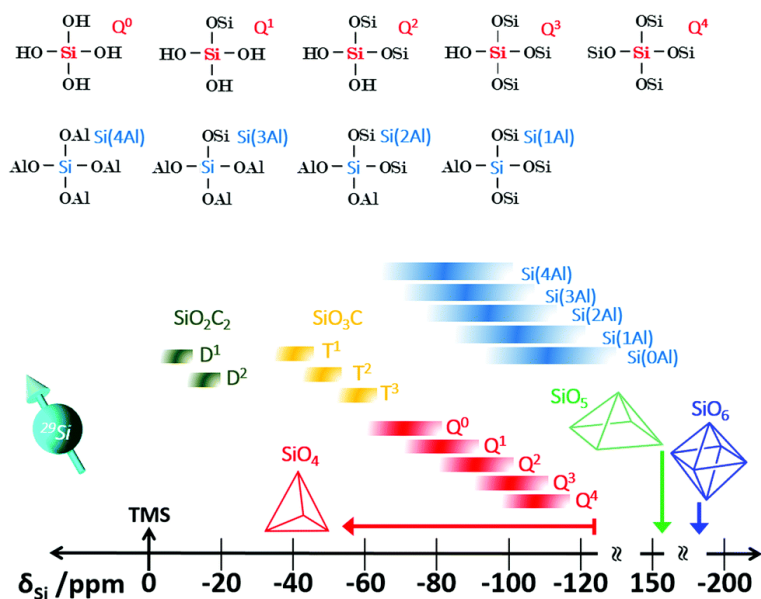 OH Q⁰
HO Si OH
OH
OSi Q¹
HO Si OH
OH
OH Q²
HO Si OSi
OH
OSi Q³
HO Si OSi
OSi
OSi Q⁴
SiO Si OSi
OSi
OAl Si(4Al)
AlO Si OAl
OAl
OSi Si(3Al)
AlO Si OAl
OAl
OSi Si(2Al)
AlO Si OSi
OAl
OSi Si(1Al)
AlO Si OSi
OSi
Si(4Al)
Si(3Al)
Si(2Al)
Si(1Al)
Si(0Al)
SiO₂C₂
D¹
D²
SiO₃C
T¹
T²
T³
Q⁰
Q¹
Q²
Q³
Q⁴
SiO₄
SiO₅
SiO₆
²⁹Si
TMS
δSi /ppm 0 -20 -40 -60 -80 -100 -120 150 -200